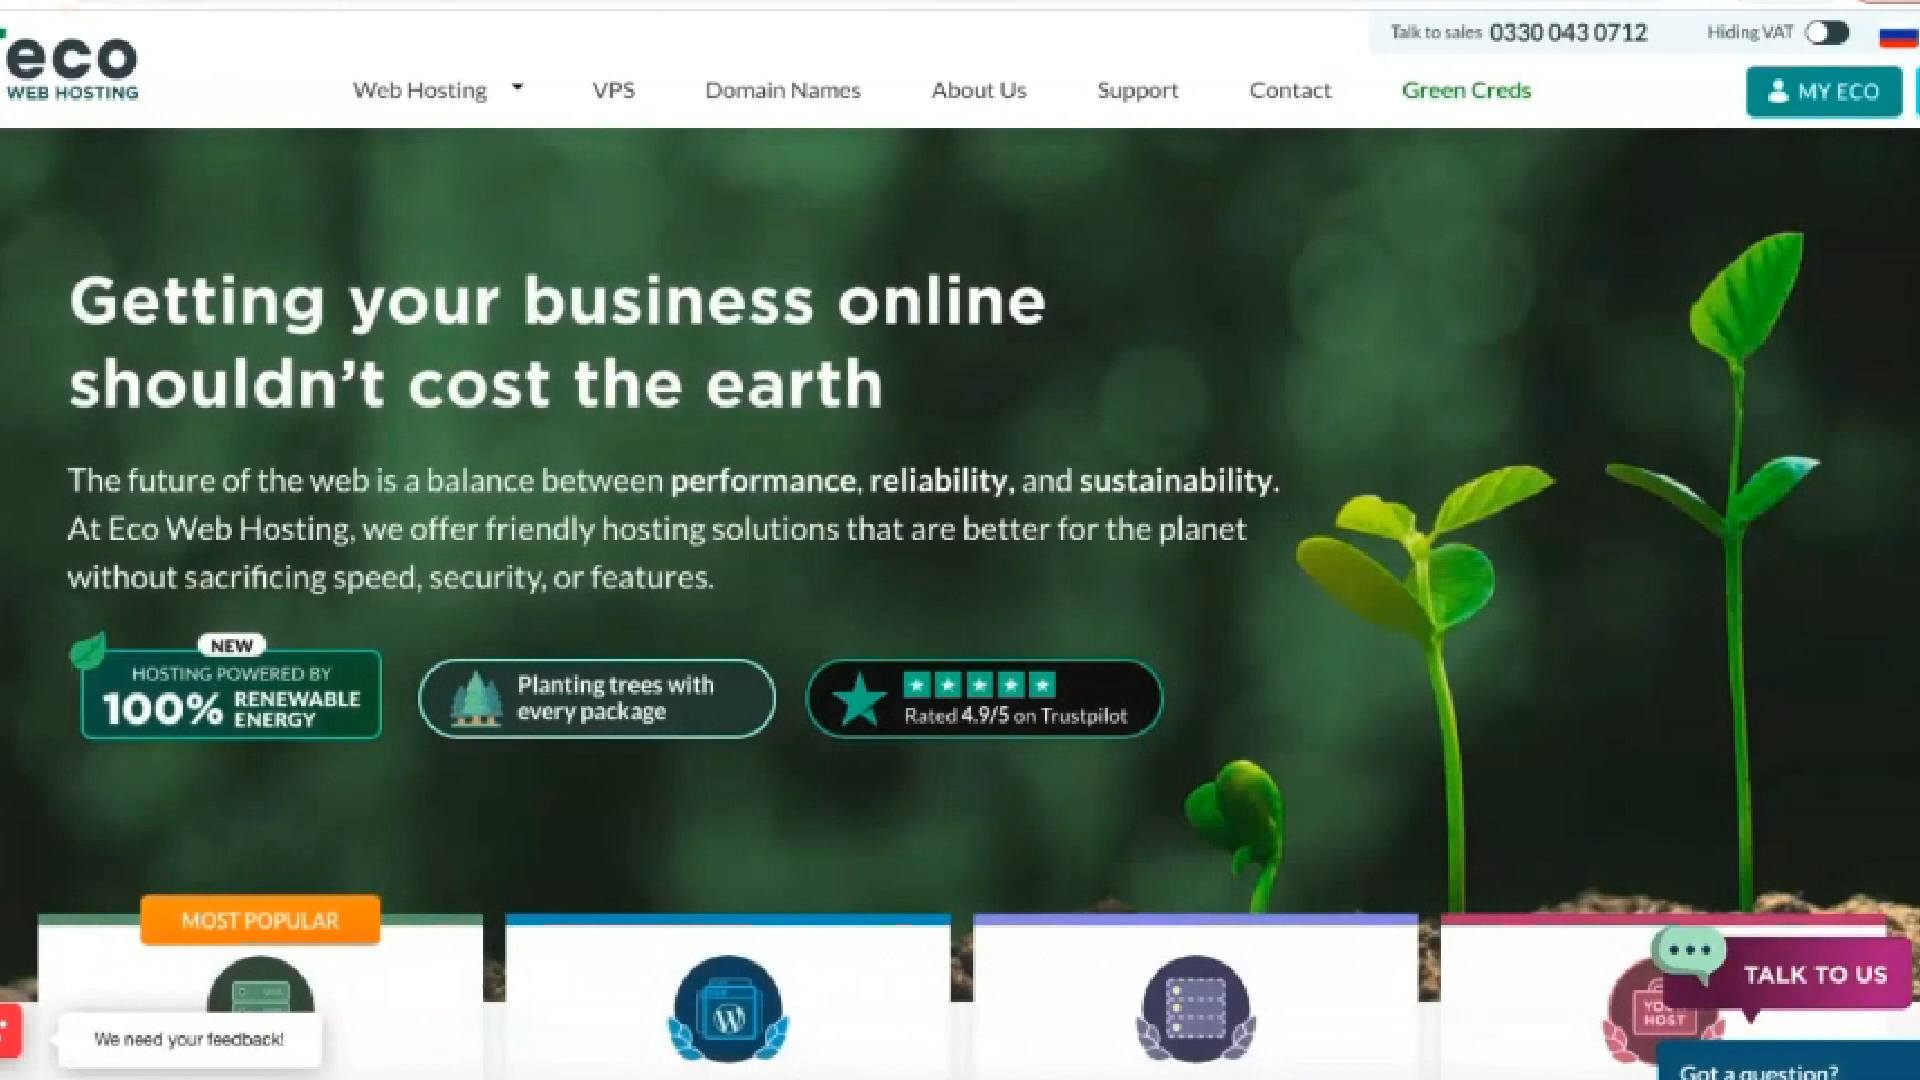 Talk to sales 0330 043 0712
Hiding VAT
eco
WEB HOSTING
Web Hosting
VPS
Domain Names
About Us
Support
Contact
Green Creds
MY ECO
Getting your business online
shouldn't cost the earth
The future of the web is a balance between performance, reliability, and sustainability.
At Eco Web Hosting, we offer friendly hosting solutions that are better for the planet
without sacrificing speed, security, or features.
NEW
HOSTING POWERED BY
100% RENEWABLE
ENERGY
Planting trees with
every package
Rated 4.9/5 on Trustpilot
MOST POPULAR
W
TALK TO US
YOUR
HOST
We need your feedback!
Got a question?